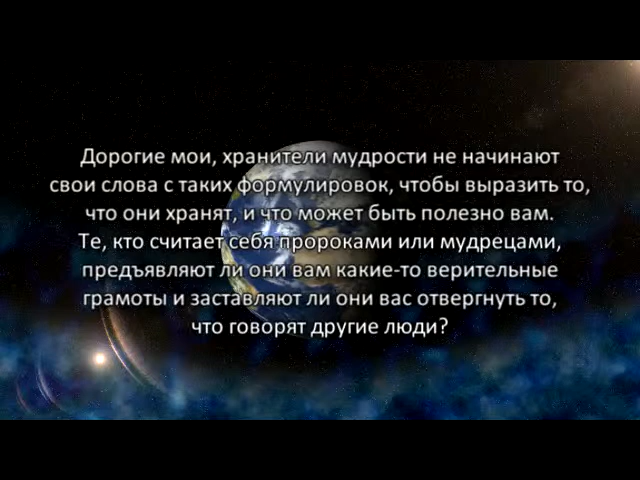 Дорогие мои, хранители мудрости не начинают
свои слова с таких формулировок, чтобы выразить то,
что они хранят, и что может быть полезно вам.
Те, кто считает себя пророками или мудрецами,
предъявляют ли они вам какие-то верительные
грамоты и заставляют ли они вас отвергнуть то,
что говорят другие люди?